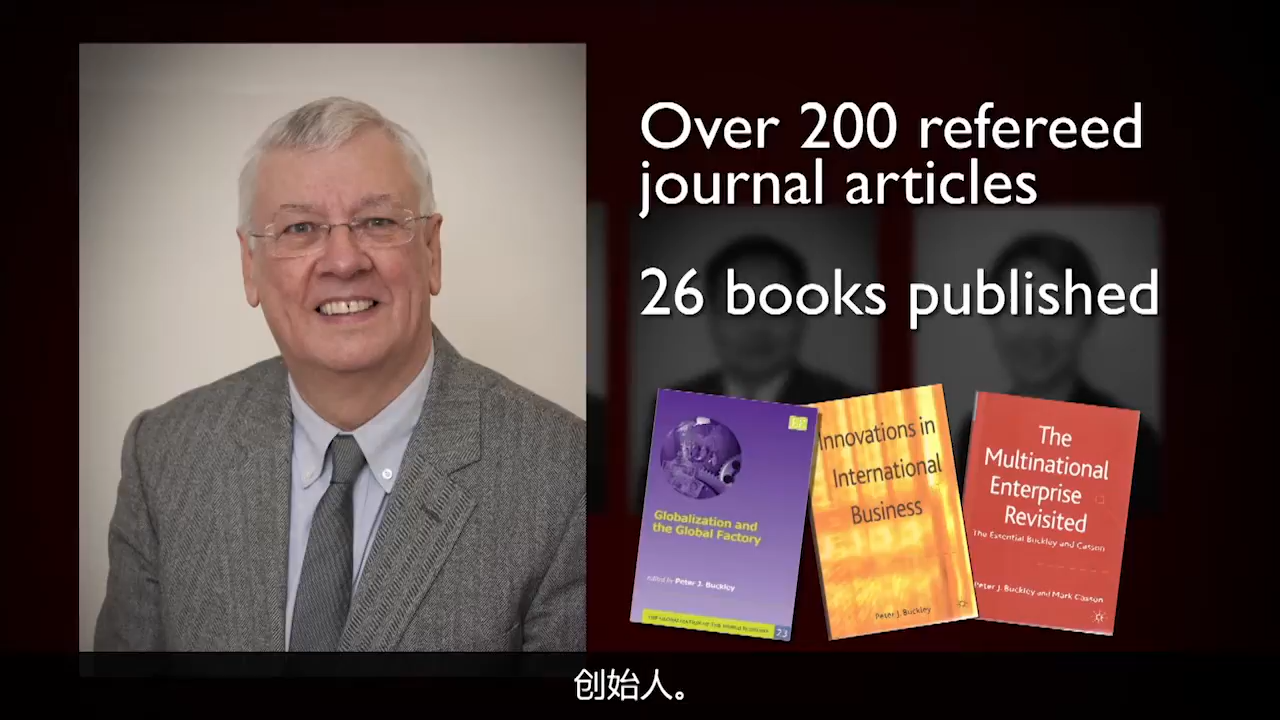 Over 200 refereed
journal articles
26 books published
Globalization and
the Global Factory
edited by Peter J. Buckley
23
Innovations in
International
Business
Peter J. Buckley
The
Multinational
Enterprise
Revisited
The Essential Buckley and Casson
Peter J. Buckley and Mark Casson
创始人。